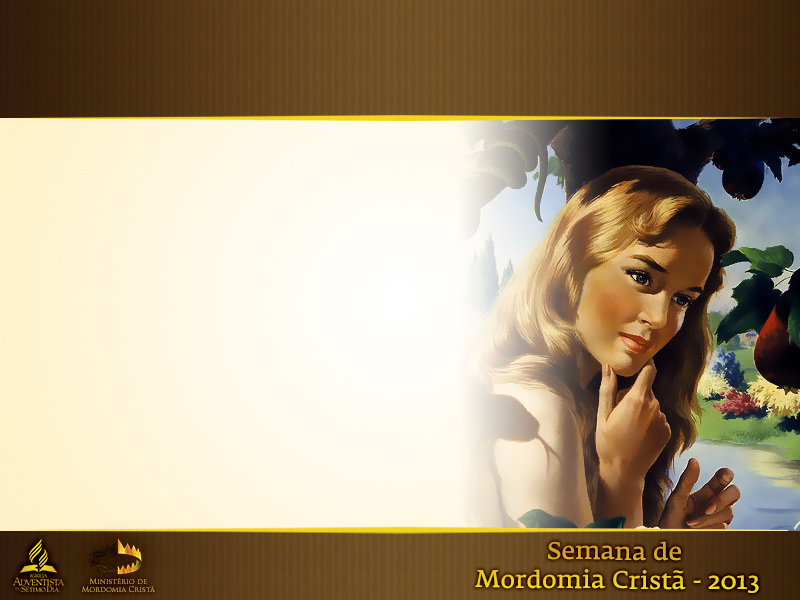 IGREJA
ADVENTISTA
DO SÉTIMO DIA
MINISTÉRIO DE
MORDOMIA CRISTÃ
Semana de
Mordomia Cristã - 2013